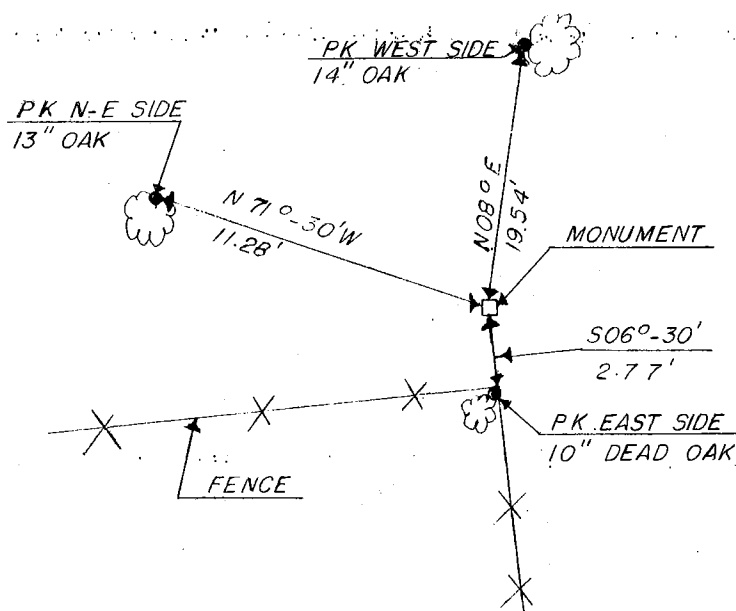 PK WEST SIDE
14" OAK
PK N-E SIDE
13" OAK
N 71°-30'W
11.28'
N08°E
19.54'
MONUMENT
S06°-30'
2.77'
PK EAST SIDE
10" DEAD OAK
FENCE